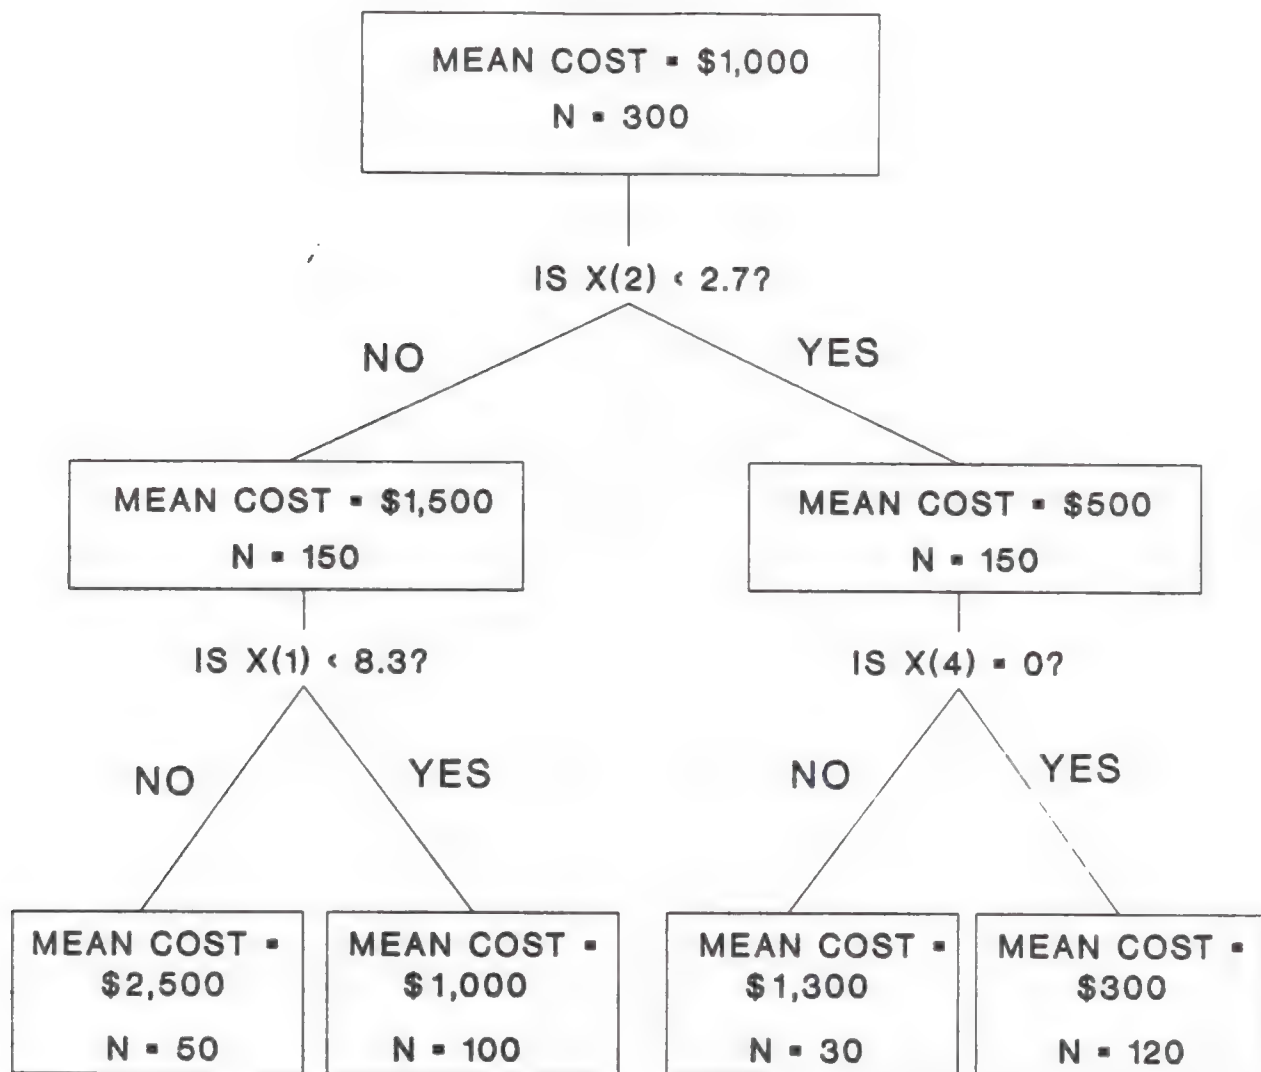 MEAN COST = $1,000
N = 300
IS X(2) < 2.7?
NO
YES
MEAN COST = $1,500
N = 150
MEAN COST = $500
N = 150
IS X(1) < 8.3?
IS X(4) = 0?
NO
YES
NO
YES
MEAN COST =
$2,500
N = 50
MEAN COST =
$1,000
N = 100
MEAN COST =
$1,300
N = 30
MEAN COST =
$300
N = 120